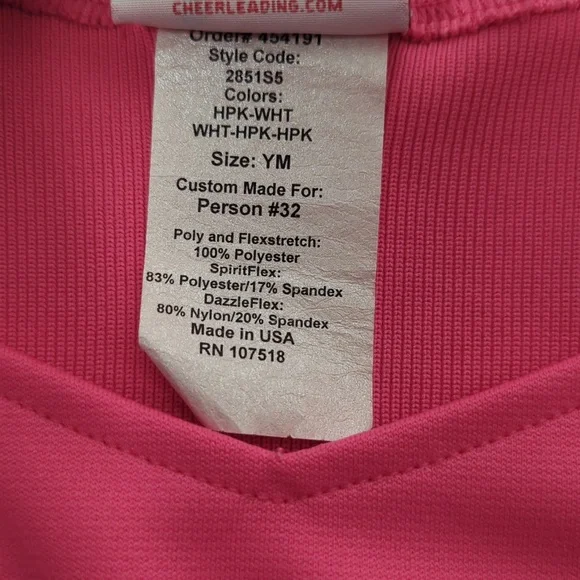 CHEERLEADING.COM
Order# 454191
Style Code:
2851S5
Colors:
HPK-WHT
WHT-HPK-HPK
Size: YM
Custom Made For:
Person #32
Poly and Flexstretch:
100% Polyester
SpiritFlex:
83% Polyester/17% Spandex
DazzleFlex:
80% Nylon/20% Spandex
Made in USA
RN 107518